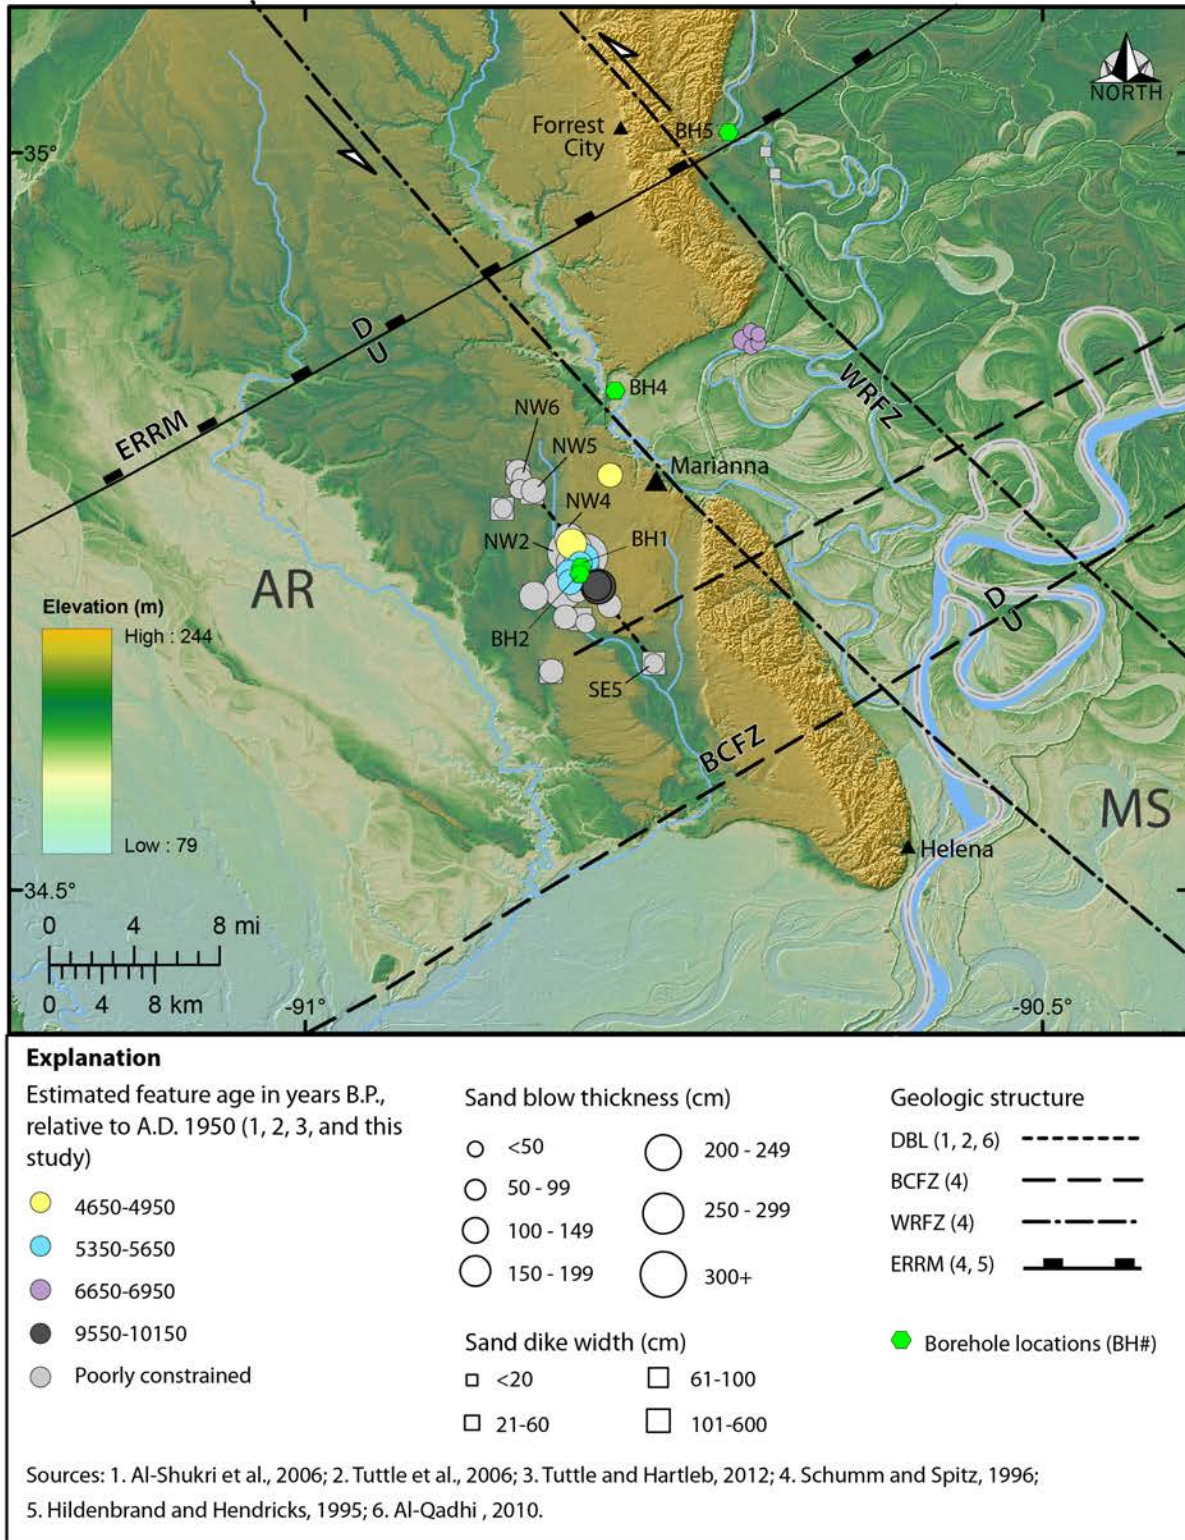 NORTH
Forrest
City
BH5
35°
D
U
ERRM
WRFZ
BH4
NW6
NW5
Marianna
NW4
NW2
BH1
AR
BH2
SE5
D
U
BCFZ
MS
Elevation (m)
High : 244
Low : 79
Helena
34.5°
0 4 8 mi
0 4 8 km
-91°
-90.5°
Explanation
Estimated feature age in years B.P.,
relative to A.D. 1950 (1, 2, 3, and this
study)
4650-4950
5350-5650
6650-6950
9550-10150
Poorly constrained
Sand blow thickness (cm)
<50
50 - 99
100 - 149
150 - 199
200 - 249
250 - 299
300+
Sand dike width (cm)
<20
21-60
61-100
101-600
Geologic structure
DBL (1, 2, 6)
BCFZ (4)
WRFZ (4)
ERRM (4, 5)
Borehole locations (BH#)
Sources: 1. Al-Shukri et al., 2006; 2. Tuttle et al., 2006; 3. Tuttle and Hartleb, 2012; 4. Schumm and Spitz, 1996;
5. Hildenbrand and Hendricks, 1995; 6. Al-Qadhi , 2010.